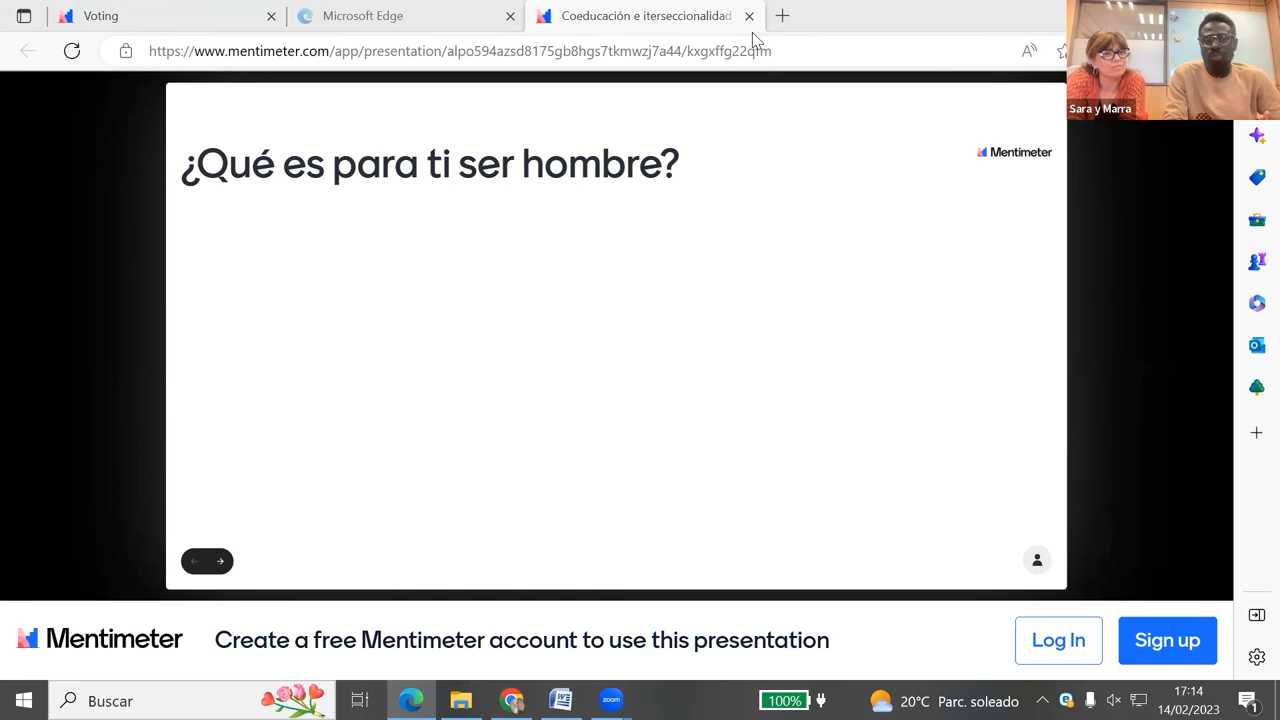 Voting
Microsoft Edge
Coeducación e iterseccionalidad
https://www.mentimeter.com/app/presentation/alpo594azsd8175gb8hgs7tkmwzj7a44/kxgxffg22qfm
Sara y Marra
¿Qué es para ti ser hombre?
Mentimeter
Mentimeter
Create a free Mentimeter account to use this presentation
Log In
Sign up
Buscar
zoom
100%
20°C Parc. soleado
17:14
14/02/2023
1